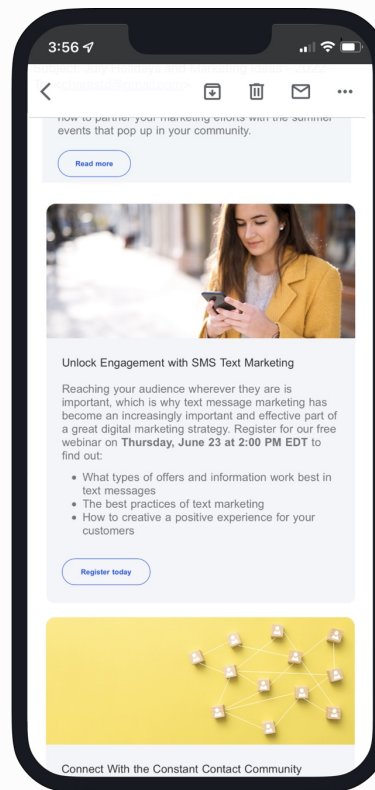 3:56
how to partner your marketing efforts with the summer
events that pop up in your community.
Read more
Unlock Engagement with SMS Text Marketing
Reaching your audience wherever they are is
important, which is why text message marketing has
become an increasingly important and effective part of
a great digital marketing strategy. Register for our free
webinar on Thursday, June 23 at 2:00 PM EDT to
find out:
• What types of offers and information work best in
text messages
• The best practices of text marketing
• How to creative a positive experience for your
customers
Register today
Connect With the Constant Contact Community